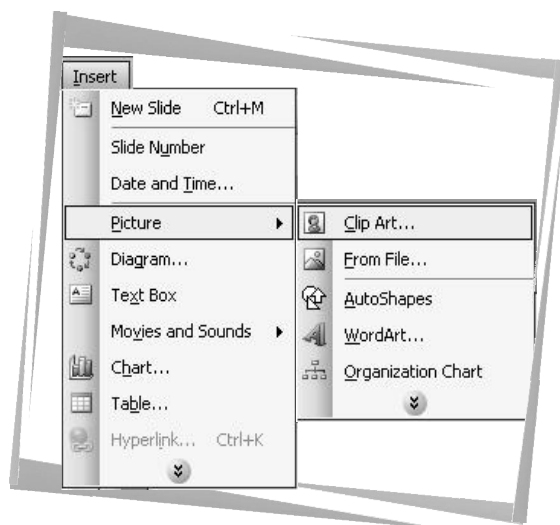 Insert
New Slide Ctrl+M
Slide Number
Date and Time...
Picture
Diagram...
Text Box
Movies and Sounds
Chart...
Table...
Hyperlink... Ctrl+K
Clip Art...
From File...
AutoShapes
WordArt...
Organization Chart